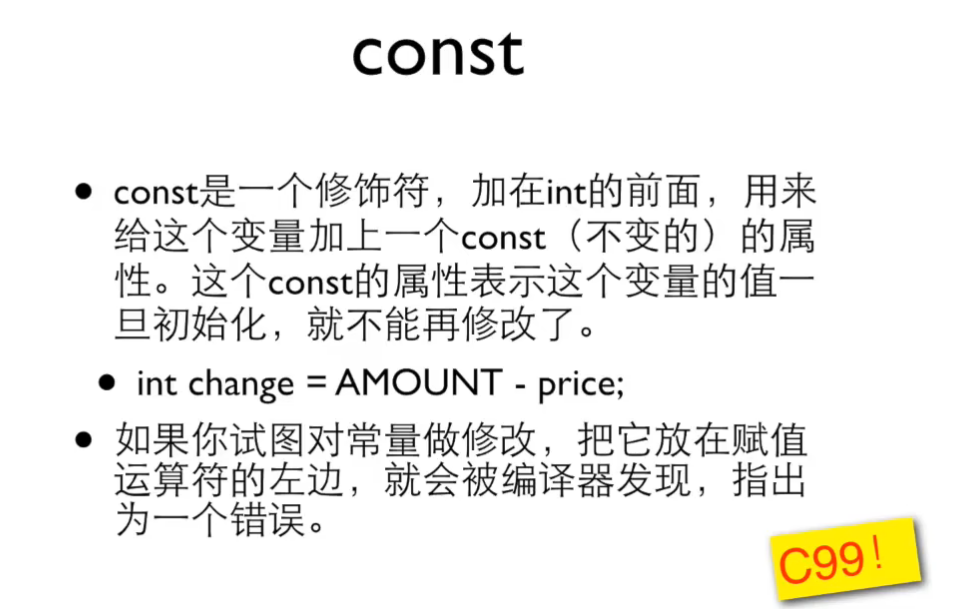 const
• const是一个修饰符，加在int的前面，用来
给这个变量加上一个const（不变的）的属
性。这个const的属性表示这个变量的值一
旦初始化，就不能再修改了。
• int change = AMOUNT - price;
• 如果你试图对常量做修改，把它放在赋值
运算符的左边，就会被编译器发现，指出
为一个错误。
C99！